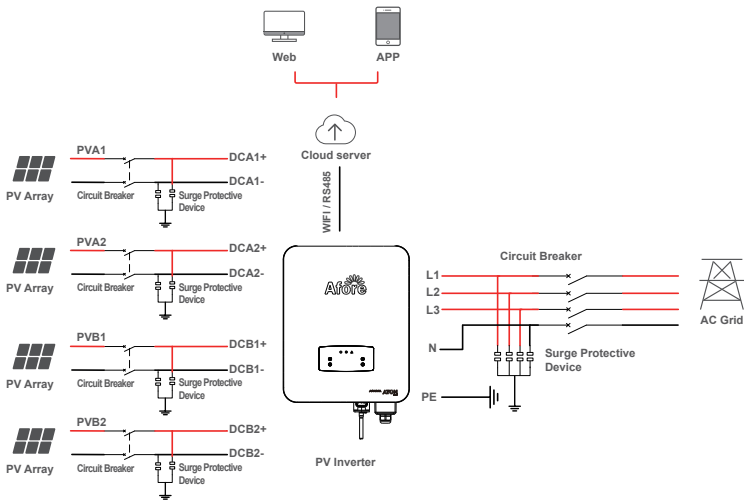 Web
APP
Cloud server
WIFI / RS485
PVA1
DCA1+
DCA1-
PV Array
Circuit Breaker
Surge Protective
Device
PVA2
DCA2+
DCA2-
PV Array
Circuit Breaker
Surge Protective
Device
PVB1
DCB1+
DCB1-
PV Array
Circuit Breaker
Surge Protective
Device
PVB2
DCB2+
DCB2-
PV Array
Circuit Breaker
Surge Protective
Device
Afore
PV Inverter
Circuit Breaker
L1
L2
L3
N
PE
Surge Protective
Device
AC Grid